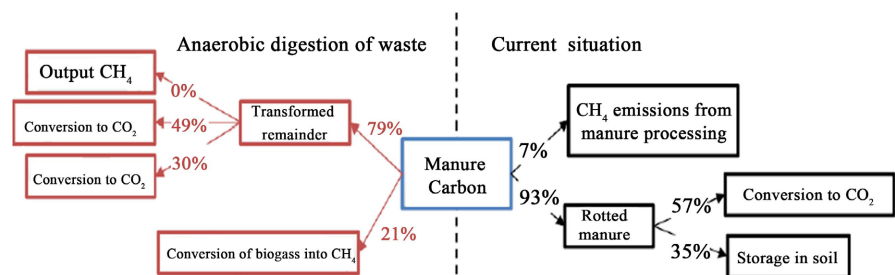 Anaerobic digestion of waste
Current situation
Output CH₄
0%
Conversion to CO₂
49%
Conversion to CO₂
30%
Transformed
remainder
79%
Conversion of biogass into CH₄
21%
Manure
Carbon
7%
CH₄ emissions from
manure processing
93%
Rotted
manure
57%
Conversion to CO₂
35%
Storage in soil